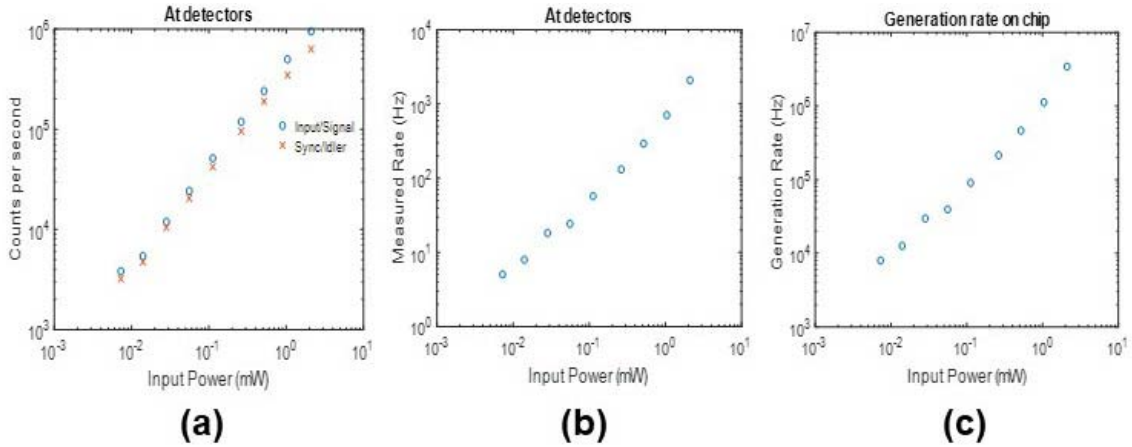 At detectors
Counts per second
10^6
10^5
10^4
10^3
Input/Signal
Sync/Idler
10^-3 10^-2 10^-1 10^0 10^1
Input Power (mW)
(a)
At detectors
Measured Rate (Hz)
10^4
10^3
10^2
10^1
10^0
10^-3 10^-2 10^-1 10^0 10^1
Input Power (mW)
(b)
Generation rate on chip
Generation Rate (Hz)
10^7
10^6
10^5
10^4
10^3
10^-3 10^-2 10^-1 10^0 10^1
Input Power (mW)
(c)